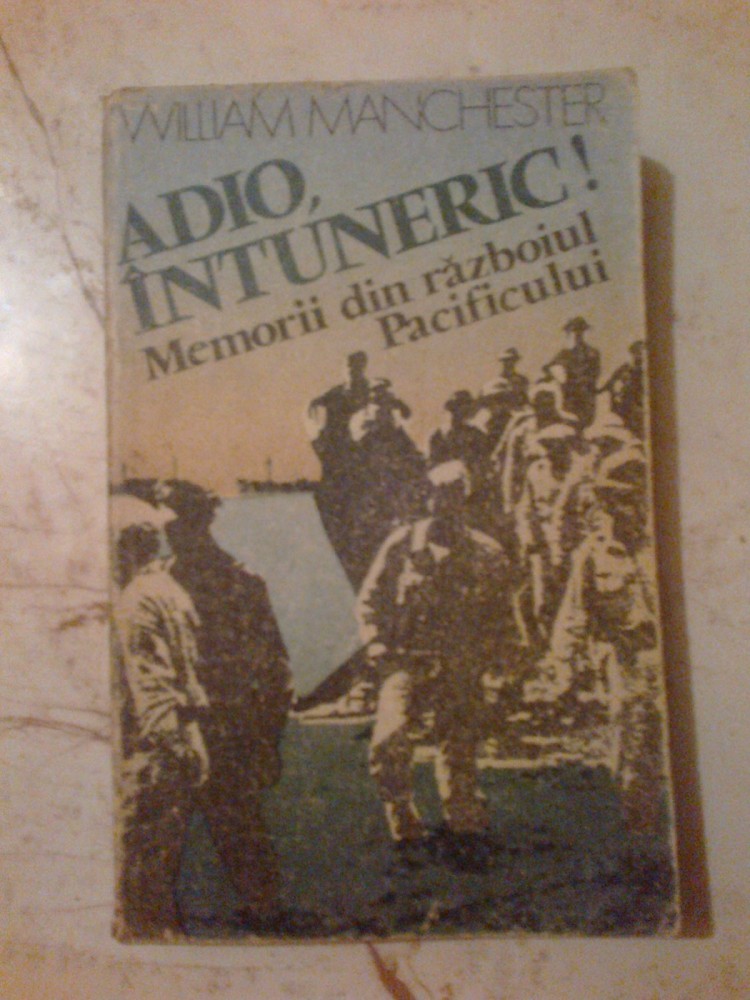 WILLIAM MANCHESTER
ADIO,
ÎNTUNERIC!
Memorii din războiul
Pacificului